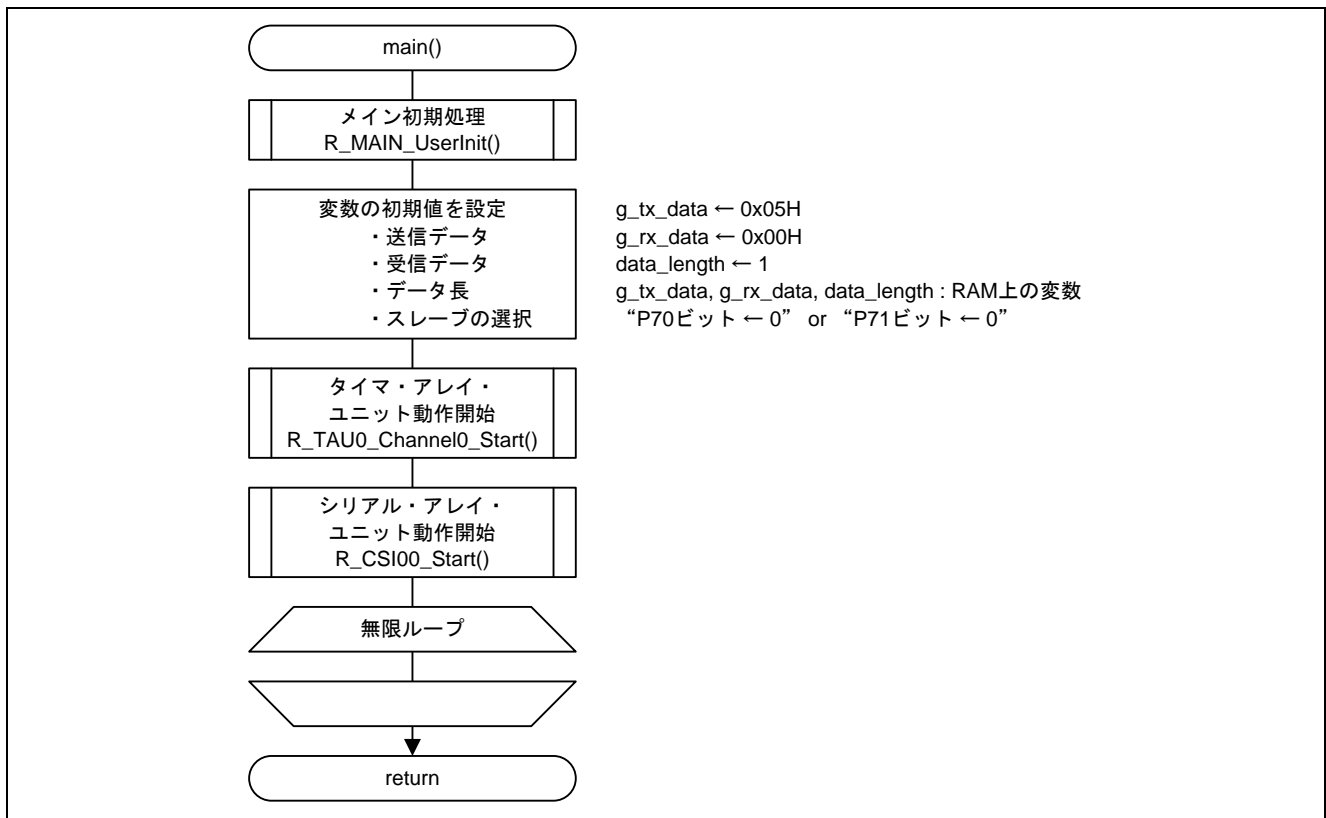 main()
メイン初期処理
R_MAIN_UserInit()
変数の初期値を設定
・送信データ
・受信データ
・データ長
・スレーブの選択
g_tx_data ← 0x05H
g_rx_data ← 0x00H
data_length ← 1
g_tx_data, g_rx_data, data_length : RAM上の変数
“P70ビット ← 0” or “P71ビット ← 0”
タイマ・アレイ・
ユニット動作開始
R_TAU0_Channel0_Start()
シリアル・アレイ・
ユニット動作開始
R_CSI00_Start()
無限ループ
return